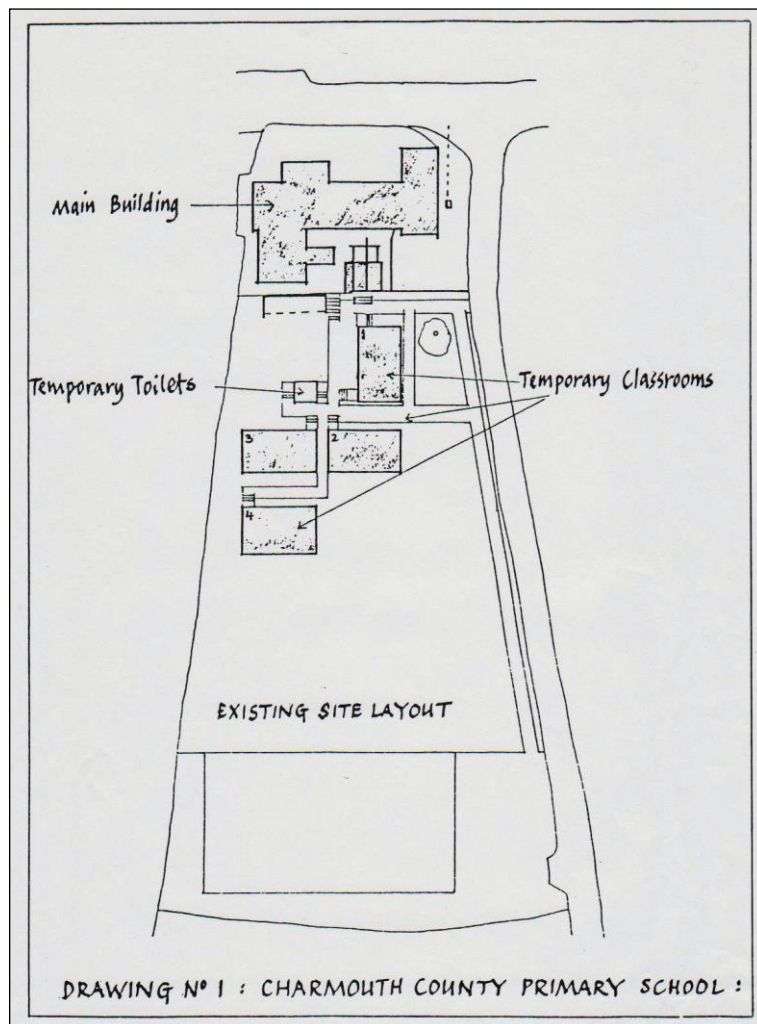 Main Building
1
Temporary Toilets
Temporary Classrooms
3
2
4
EXISTING SITE LAYOUT
DRAWING Nº 1 : CHARMOUTH COUNTY PRIMARY SCHOOL :